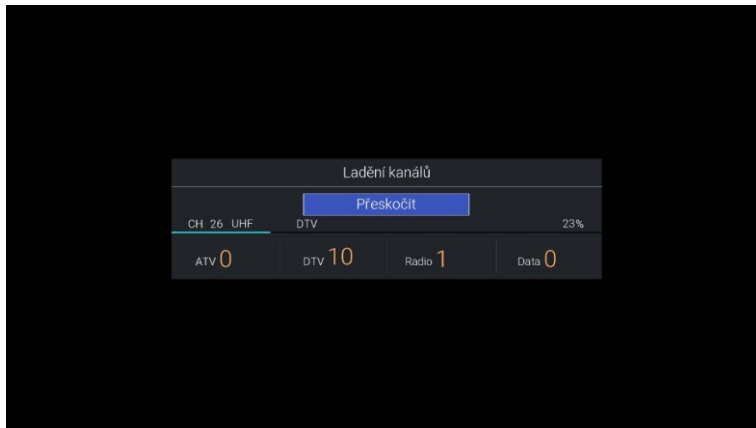 Ladění kanálů
Přeskočit
CH 26 UHF DTV 23%
ATV 0 DTV 10 Radio 1 Data 0